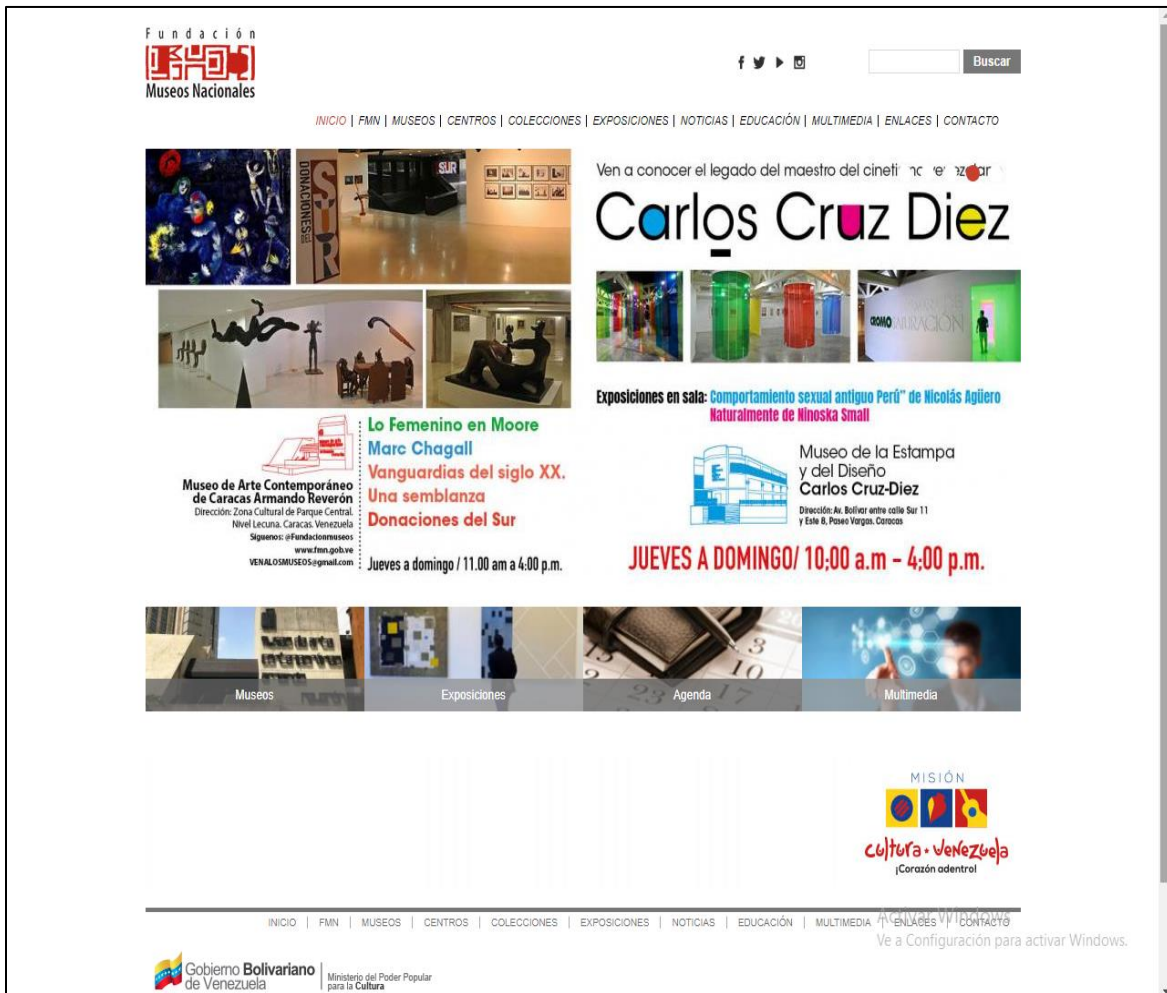 Fundación
Museos Nacionales
Buscar
INICIO | FMN | MUSEOS | CENTROS | COLECCIONES | EXPOSICIONES | NOTICIAS | EDUCACIÓN | MULTIMEDIA | ENLACES | CONTACTO
DONACIONES
SUR
SUR
Lo Femenino en Moore
Marc Chagall
Vanguardias del siglo XX.
Una semblanza
Donaciones del Sur
Jueves a domingo / 11.00 am a 4:00 p.m.
Museo de Arte Contemporáneo
de Caracas Armando Reverón
Dirección: Zona Cultural de Parque Central.
Nivel Lecuna. Caracas. Venezuela
Síguenos: @Fundacionmuseos
www.fmn.gob.ve
VENALOSMUSEOS@gmail.com
Ven a conocer el legado del maestro del
Carlos Cruz Diez
CROMOSATURACIÓN
Exposiciones en sala: Comportamiento sexual antiguo Perú" de Nicolás Agüero
Naturalmente de Ninoska Small
Museo de la Estampa
y del Diseño
Carlos Cruz-Diez
Dirección: Av. Bolívar entre calle Sur 11
y Este 8, Paseo Vargas. Caracas
JUEVES A DOMINGO/ 10;00 a.m – 4;00 p.m.
Museos
Exposiciones
Agenda
Multimedia
MISIÓN
cultura • Venezuela
¡Corazón adentro!
INICIO | FMN | MUSEOS | CENTROS | COLECCIONES | EXPOSICIONES | NOTICIAS | EDUCACIÓN | MULTIMEDIA | ENLACES | CONTACTO
Activar Windows
Ve a Configuración para activar Windows.
Gobierno Bolivariano
de Venezuela
Ministerio del Poder Popular
para la Cultura